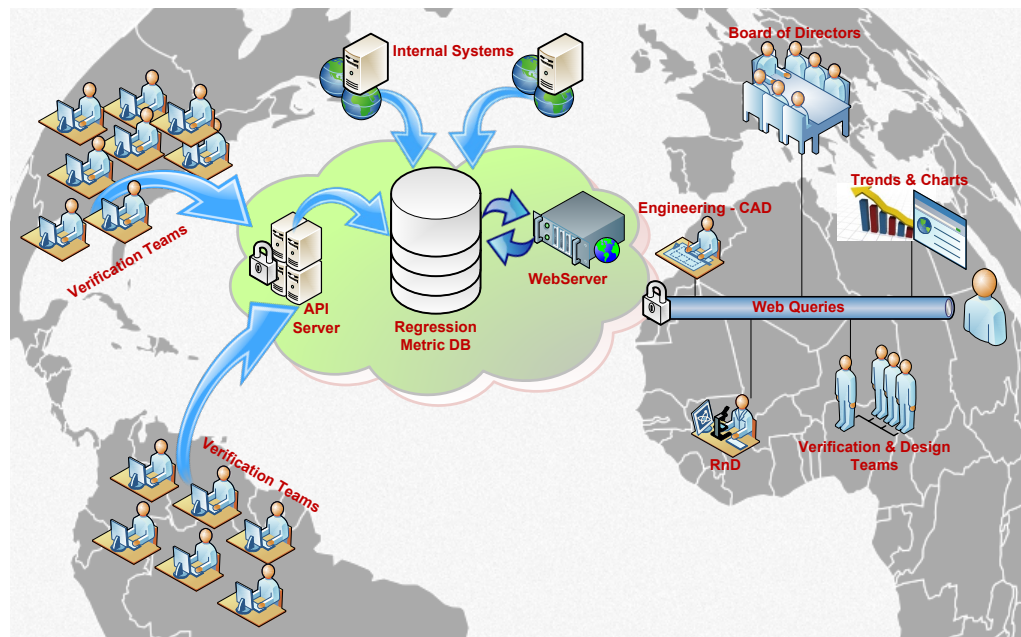 Board of Directors
Internal Systems
Trends & Charts
Engineering - CAD
Verification Teams
WebServer
API
Server
Web Queries
Regression
Metric DB
Verification Teams
Verification & Design
Teams
RnD